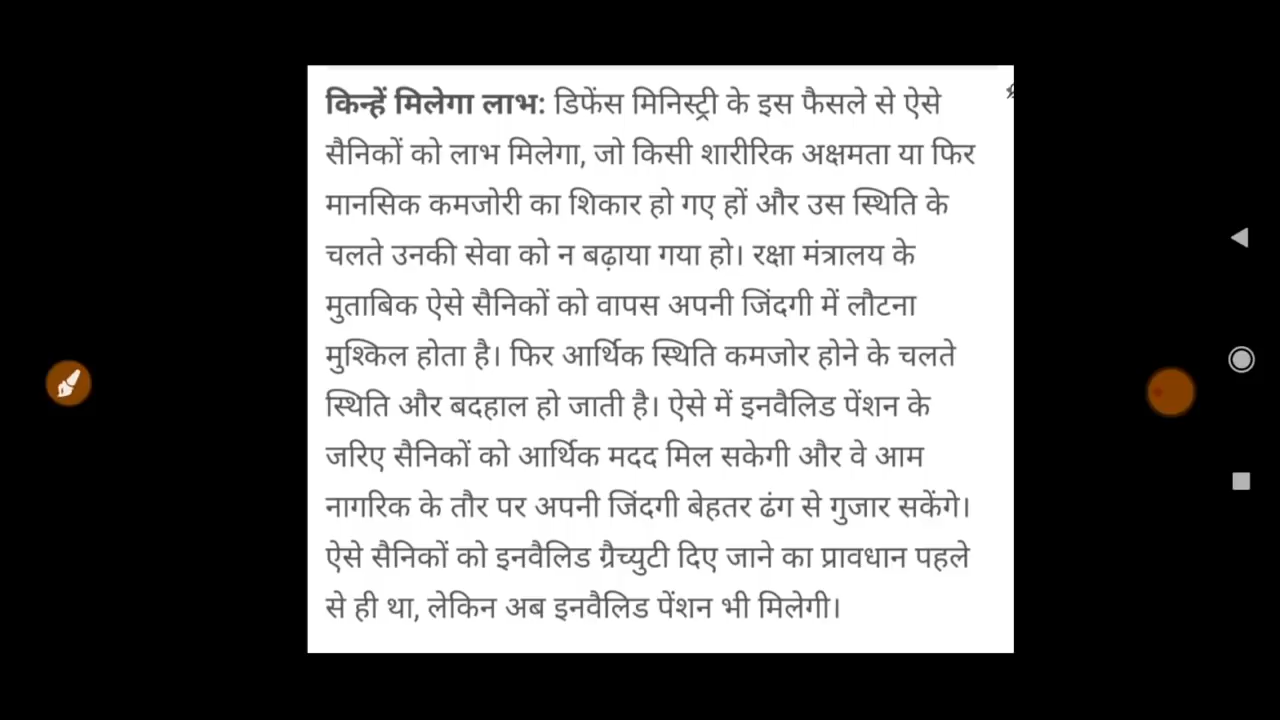 किन्हें मिलेगा लाभ: डिफेंस मिनिस्ट्री के इस फैसले से ऐसे
सैनिकों को लाभ मिलेगा, जो किसी शारीरिक अक्षमता या फिर
मानसिक कमजोरी का शिकार हो गए हों और उस स्थिति के
चलते उनकी सेवा को न बढ़ाया गया हो। रक्षा मंत्रालय के
मुताबिक ऐसे सैनिकों को वापस अपनी जिंदगी में लौटना
मुश्किल होता है। फिर आर्थिक स्थिति कमजोर होने के चलते
स्थिति और बदहाल हो जाती है। ऐसे में इनवैलिड पेंशन के
जरिए सैनिकों को आर्थिक मदद मिल सकेगी और वे आम
नागरिक के तौर पर अपनी जिंदगी बेहतर ढंग से गुजार सकेंगे।
ऐसे सैनिकों को इनवैलिड ग्रैच्युटी दिए जाने का प्रावधान पहले
से ही था, लेकिन अब इनवैलिड पेंशन भी मिलेगी।